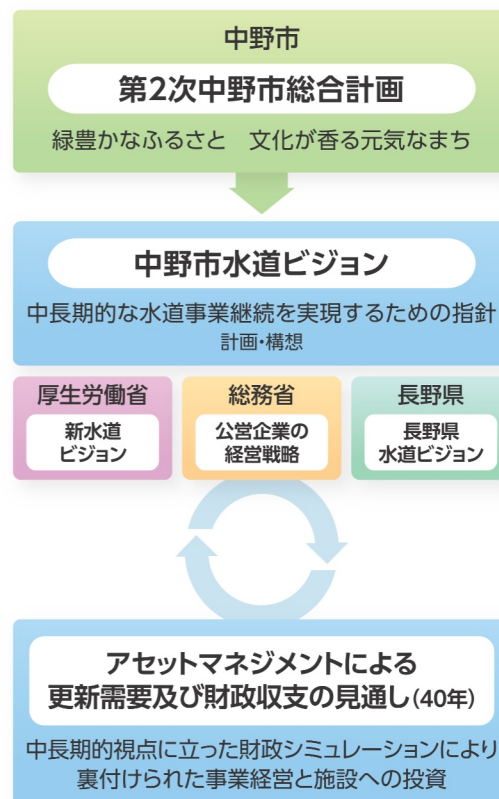 中野市
第2次中野市総合計画
緑豊かなふるさと　文化が香る元気なまち
中野市水道ビジョン
中長期的な水道事業継続を実現するための指針
計画・構想
厚生労働省
新水道
ビジョン
総務省
公営企業の
経営戦略
長野県
長野県
水道ビジョン
アセットマネジメントによる
更新需要及び財政収支の見通し(40年)
中長期的視点に立った財政シミュレーションにより
裏付けられた事業経営と施設への投資